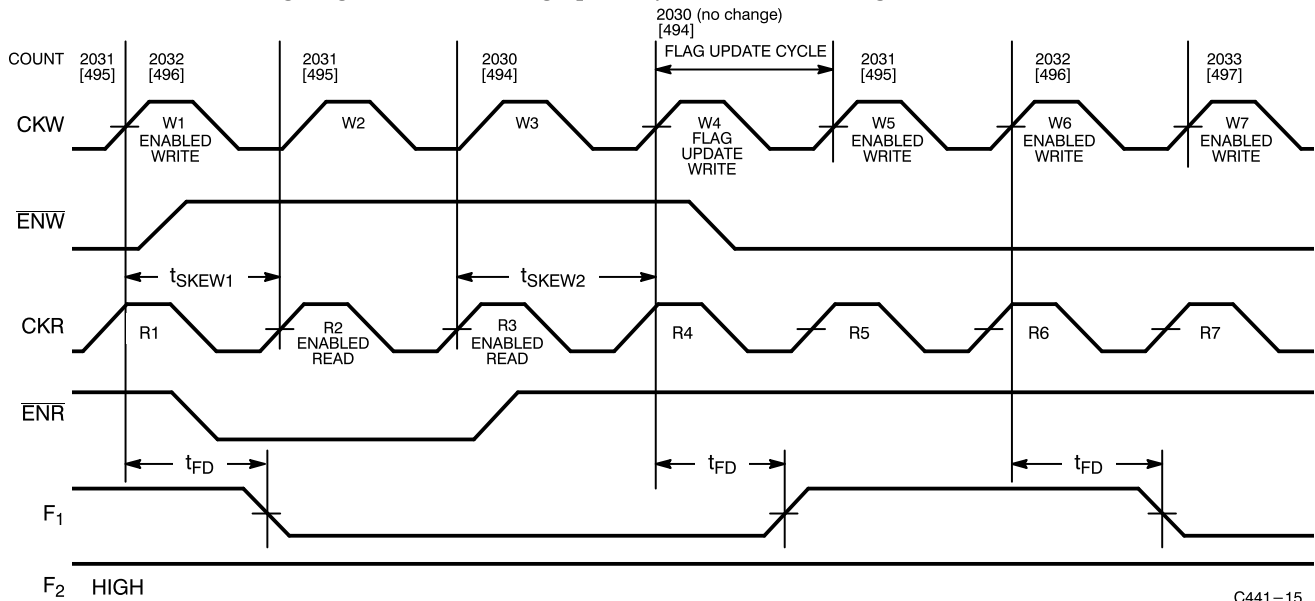 2030 (no change)
[494]
COUNT 2031 2032 2031 2030 FLAG UPDATE CYCLE 2031 2032 2033
[495] [496] [495] [494] [495] [496] [497]
CKW W1 W2 W3 W4 W5 W6 W7
ENABLED FLAG ENABLED ENABLED ENABLED
WRITE UPDATE WRITE WRITE WRITE
WRITE
ENW
tSKEW1 tSKEW2
CKR R1 R2 R3 R4 R5 R6 R7
ENABLED ENABLED
READ READ
ENR
tFD tFD tFD
F1
F2 HIGH
C441–15